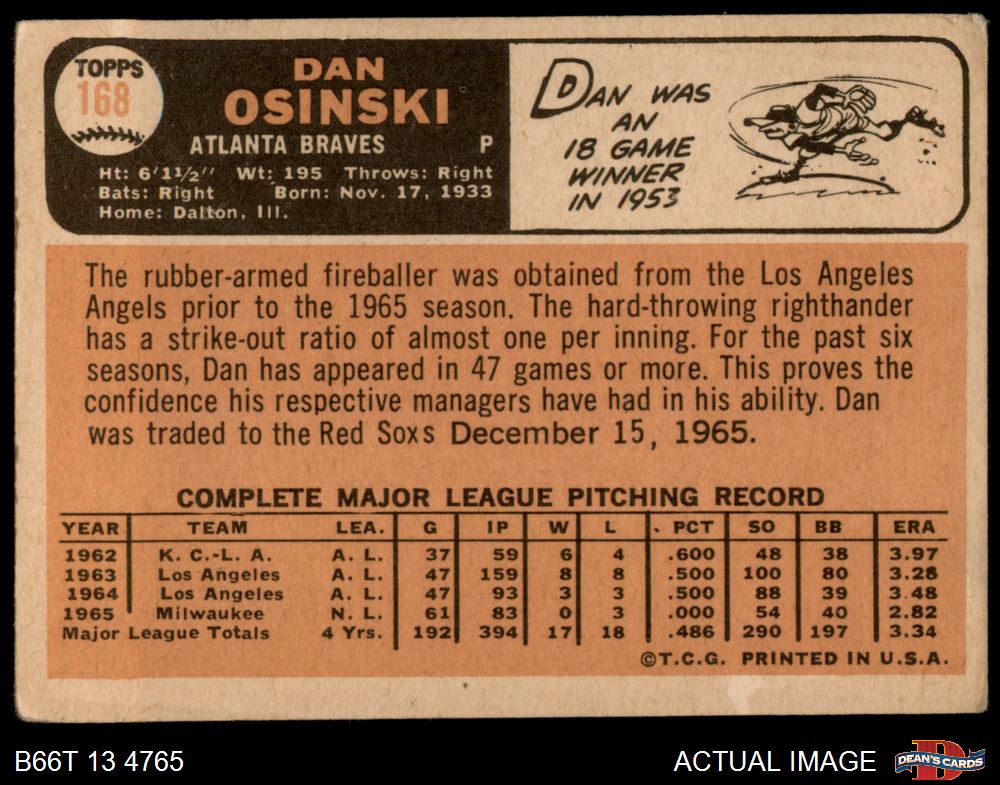 TOPPS
168
DAN
OSINSKI
ATLANTA BRAVES P
Ht: 6'1½" Wt: 195 Throws: Right
Bats: Right Born: Nov. 17, 1933
Home: Dalton, Ill.
DAN WAS
AN
18 GAME
WINNER
IN 1953
The rubber-armed fireballer was obtained from the Los Angeles
Angels prior to the 1965 season. The hard-throwing righthander
has a strike-out ratio of almost one per inning. For the past six
seasons, Dan has appeared in 47 games or more. This proves the
confidence his respective managers have had in his ability. Dan
was traded to the Red Soxs December 15, 1965.
COMPLETE MAJOR LEAGUE PITCHING RECORD
YEAR TEAM LEA. G IP W L PCT SO BB ERA
1962 K. C.-L. A. A. L. 37 59 6 4 .600 48 38 3.97
1963 Los Angeles A. L. 47 159 8 8 .500 100 80 3.28
1964 Los Angeles A. L. 47 93 3 3 .500 88 39 3.48
1965 Milwaukee N. L. 61 83 0 3 .000 54 40 2.82
Major League Totals 4 Yrs. 192 394 17 18 .486 290 197 3.34
©T.C.G. PRINTED IN U.S.A.
B66T 13 4765 ACTUAL IMAGE DEAN'S CARDS